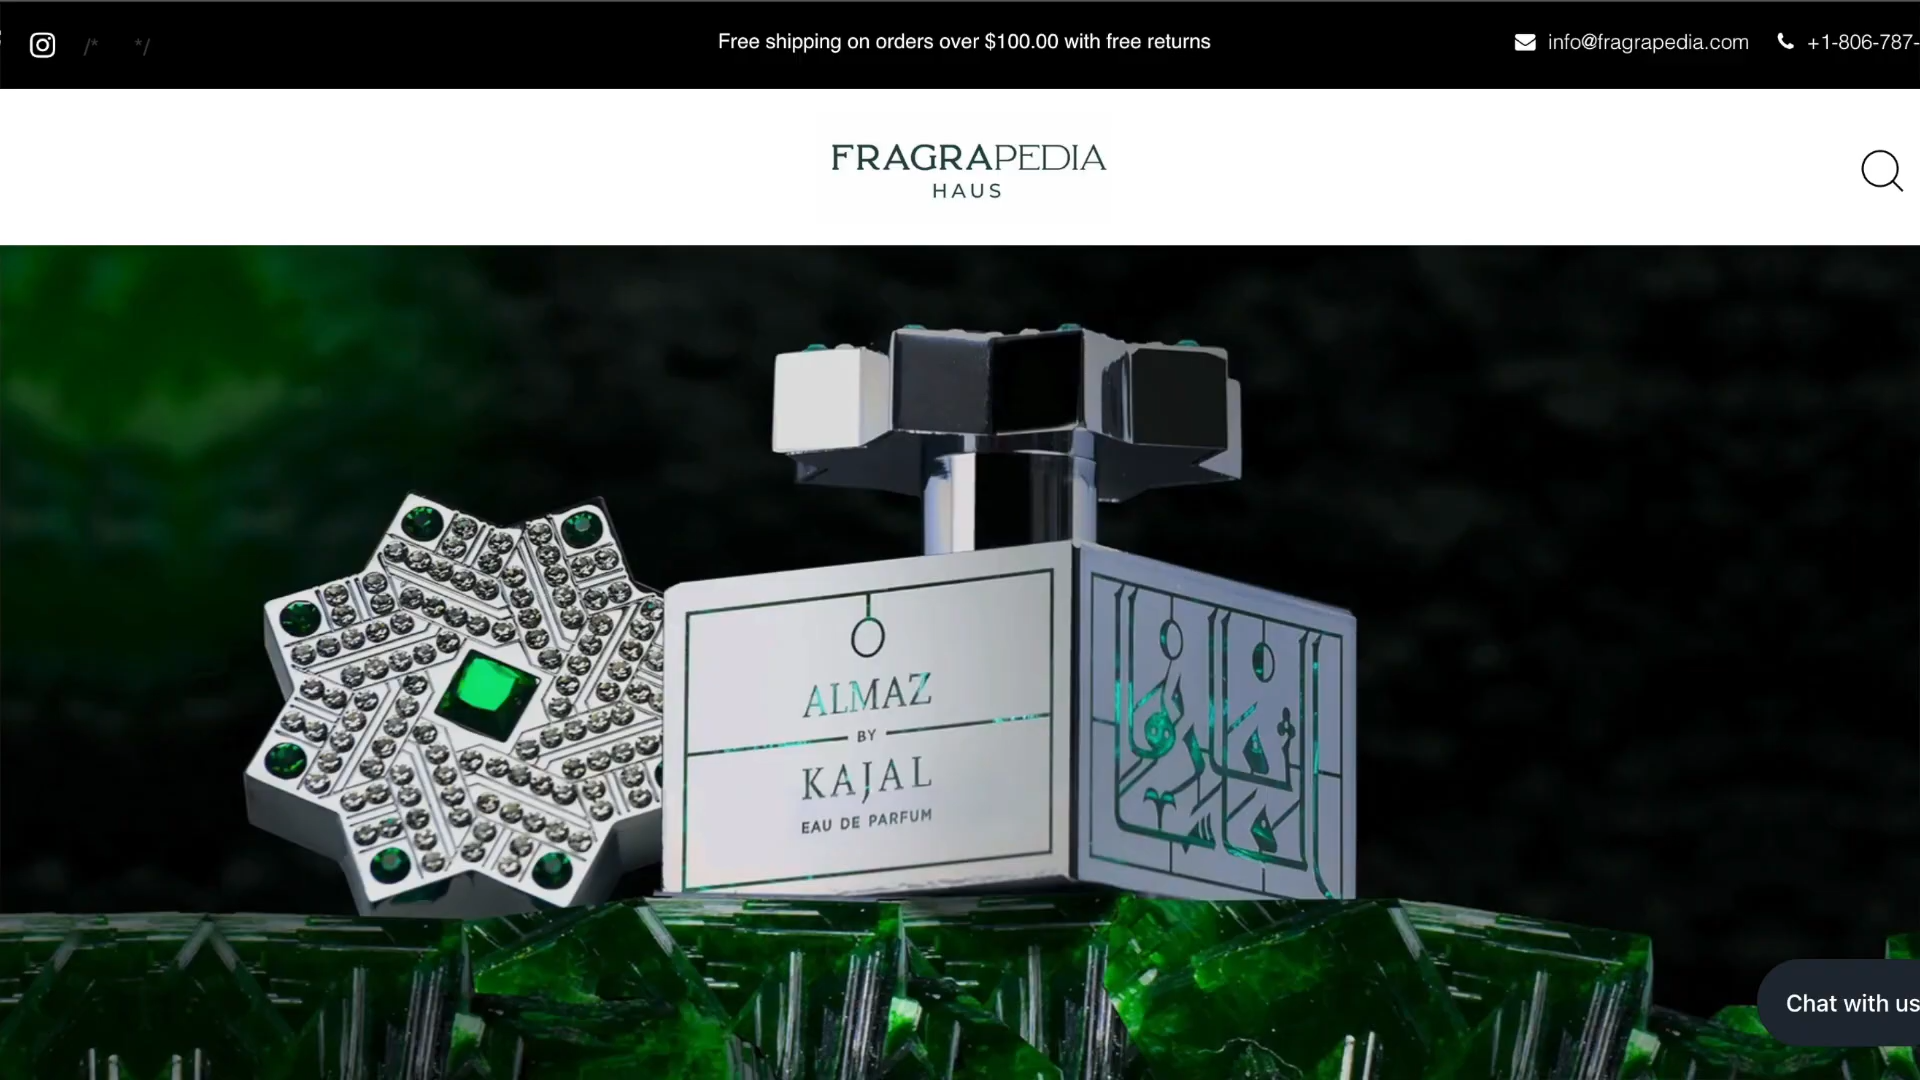 /* */
Free shipping on orders over $100.00 with free returns
info@fragrapedia.com
+1-806-787-
FRAGRAPEDIA
HAUS
ALMAZ
BY
KAJAL
EAU DE PARFUM
Chat with us